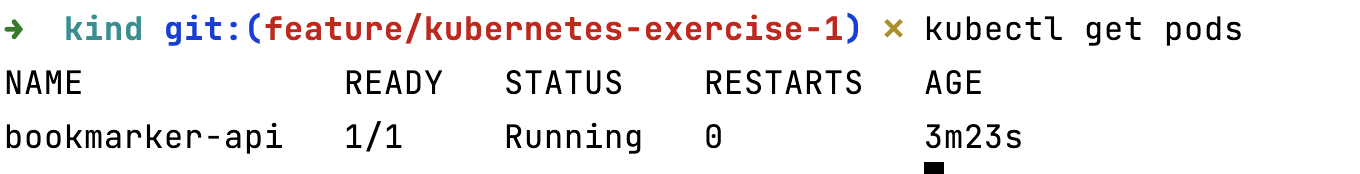 ➜  kind git:(feature/kubernetes-exercise-1) ✗ kubectl get pods
NAME             READY   STATUS    RESTARTS   AGE
bookmarker-api   1/1     Running   0          3m23s